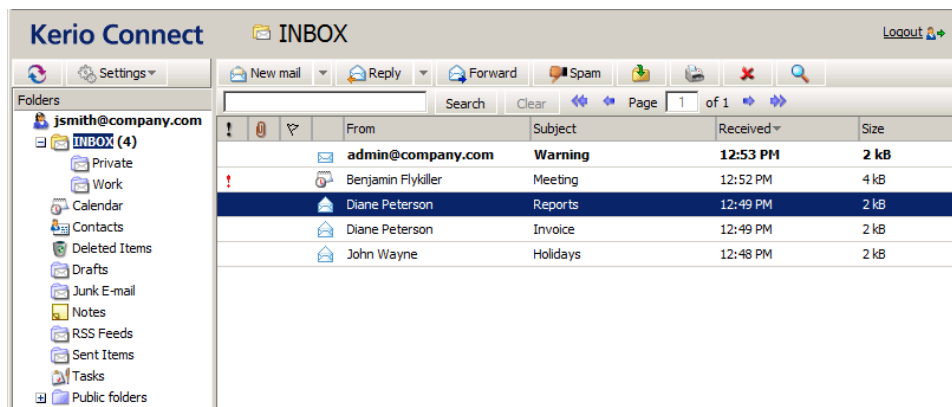 Kerio Connect INBOX Logout
Settings New mail Reply Forward Spam
Folders Search Clear Page 1 of 1
jsmith@company.com
! From Subject Received Size
INBOX (4)
admin@company.com Warning 12:53 PM 2 kB
Private
! Benjamin Flykiller Meeting 12:52 PM 4 kB
Work
Calendar
Diane Peterson Reports 12:49 PM 2 kB
Contacts
Diane Peterson Invoice 12:49 PM 2 kB
Deleted Items
John Wayne Holidays 12:48 PM 2 kB
Drafts
Junk E-mail
Notes
RSS Feeds
Sent Items
Tasks
Public folders